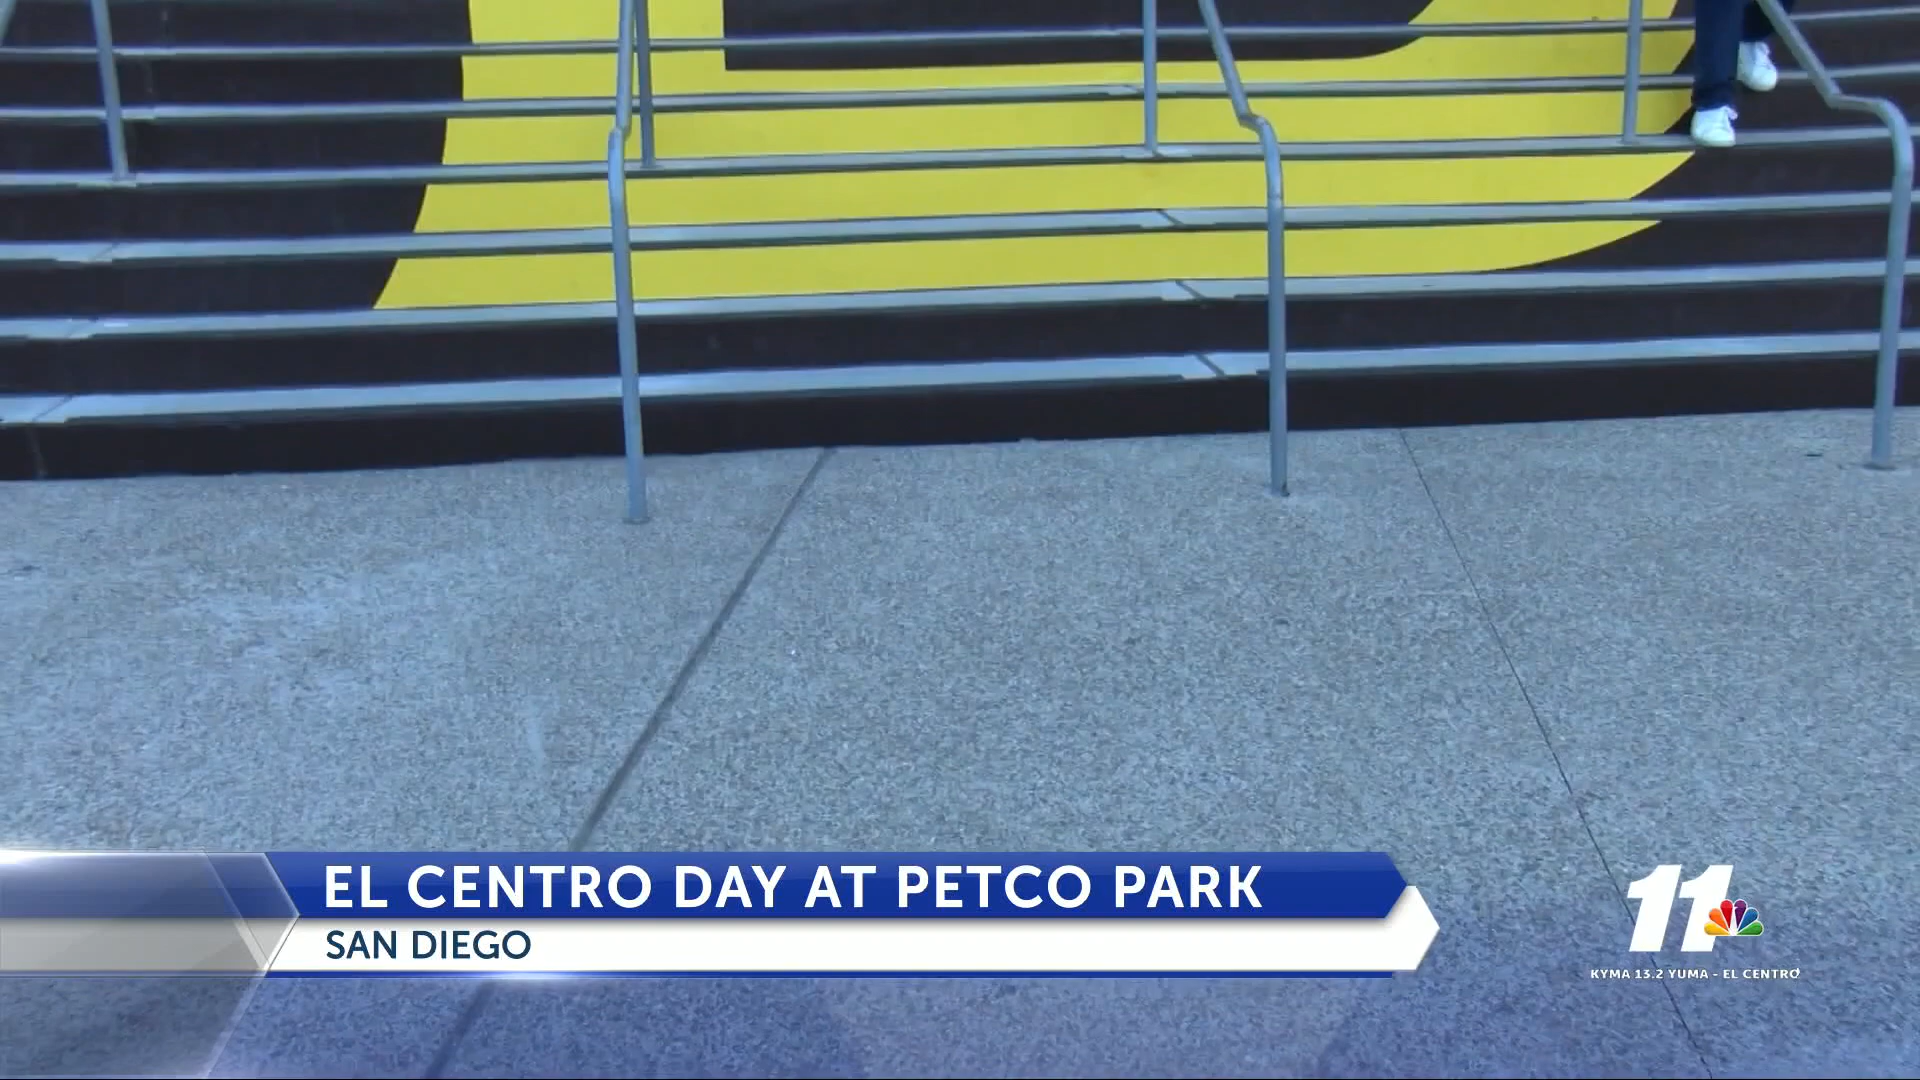 EL CENTRO DAY AT PETCO PARK
SAN DIEGO
11
KYMA 13.2 YUMA - EL CENTRO